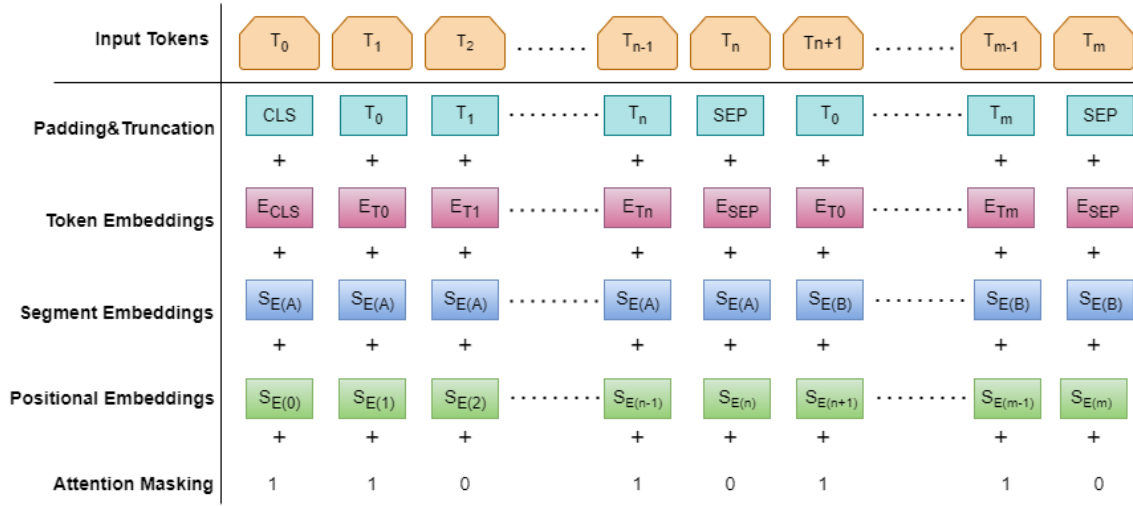 Input Tokens T0 T1 T2 ........ Tn-1 Tn Tn+1 ......... Tm-1 Tm
Padding&Truncation CLS T0 T1 .......... Tn SEP T0 .......... Tm SEP
+ + + + + + + +
Token Embeddings ECLS ET0 ET1 .......... ETn ESEP ET0 .......... ETm ESEP
+ + + + + + + +
Segment Embeddings SE(A) SE(A) SE(A) .......... SE(A) SE(A) SE(B) .......... SE(B) SE(B)
+ + + + + + + +
Positional Embeddings SE(0) SE(1) SE(2) .......... SE(n-1) SE(n) SE(n+1) .......... SE(m-1) SE(m)
+ + + + + + + +
Attention Masking 1 1 0 1 0 1 1 0